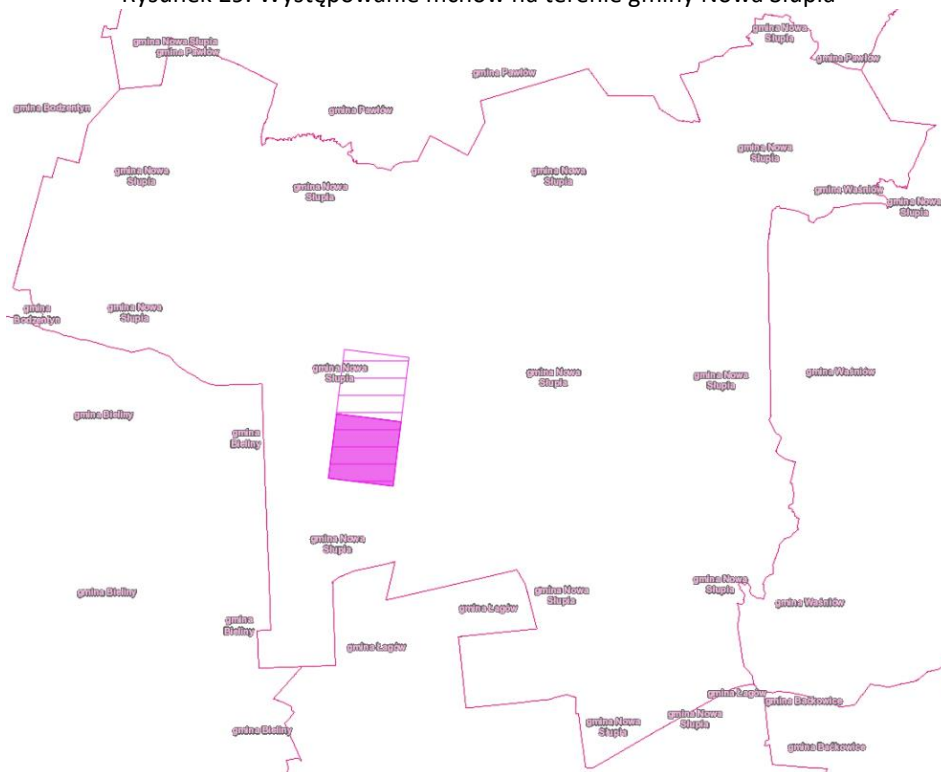 Rysunek 29. Występowanie mchów na terenie gminy Nowa Słupia
gmina Nowa Słupia
gmina Pawłów
gmina Nowa
Słupia
gmina Pawłów
gmina Pawłów
gmina Bodzentyn
gmina Pawłów
gmina Nowa
Słupia
gmina Nowa
Słupia
gmina Nowa
Słupia
gmina Nowa
Słupia
gmina Waśniów
gmina Nowa
Słupia
gmina
Bodzentyn
gmina Nowa
Słupia
gmina Nowa
Słupia
gmina Nowa
Słupia
gmina Nowa
Słupia
gmina Waśniów
gmina Bieliny
gmina
Bieliny
gmina Nowa
Słupia
gmina Bieliny
gmina Nowa
Słupia
gmina Nowa
Słupia
gmina Łagów
gmina Waśniów
gmina
Bieliny
gmina Łagów
gmina Łagów
gmina Baćkowice
gmina Bieliny
gmina Nowa
Słupia
gmina Nowa
Słupia
gmina Baćkowice